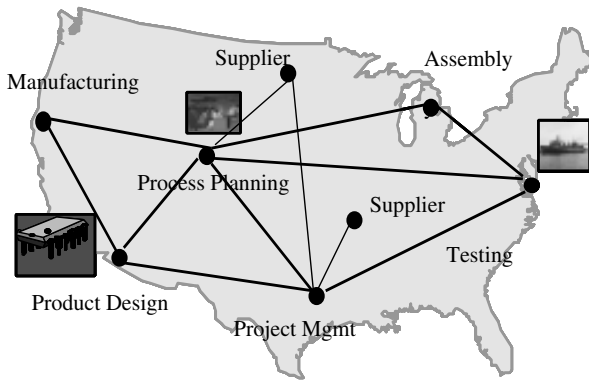 Supplier
Assembly
Manufacturing
Process Planning
Supplier
Testing
Product Design
Project Mgmt